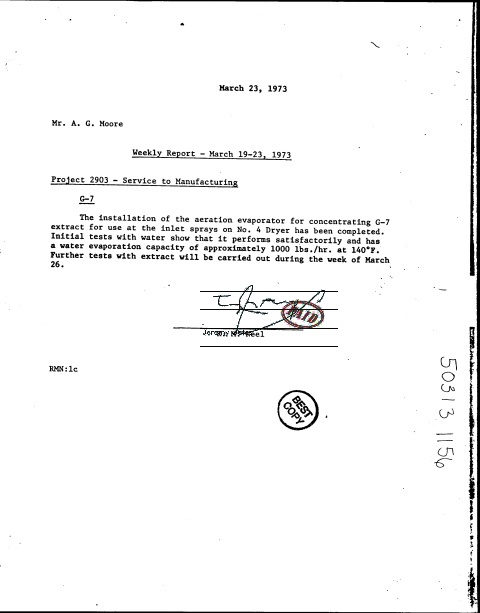 March 23, 1973
Mr. A. G. Moore
Weekly Report - March 19-23, 1973
Project 2903 - Service to Manufacturing
G-7
The installation of the aeration evaporator for concentrating G-7
extract for use at the inlet sprays on No. 4 Dryer has been completed.
Initial tests with water show that it performs satisfactorily and has
a water evaporation capacity of approximately 1000 lbs./hr. at 140°F.
Further tests with extract will be carried out during the week of March
26.
PAID
RMN:lc
BEST
COPY
50313 1156